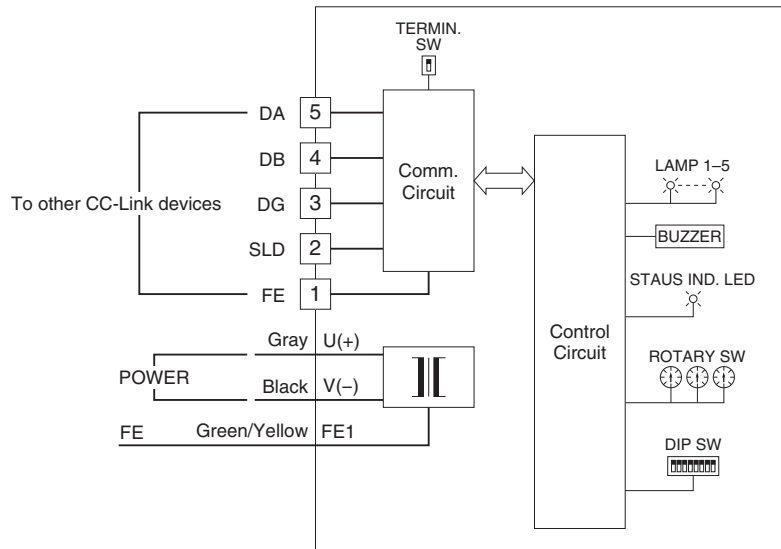 TERMIN.
SW
DA 5
DB 4
DG 3
SLD 2
FE 1
To other CC-Link devices
Comm.
Circuit
Control
Circuit
LAMP 1–5
BUZZER
STAUS IND. LED
ROTARY SW
DIP SW
POWER
Gray U(+)
Black V(–)
FE Green/Yellow FE1